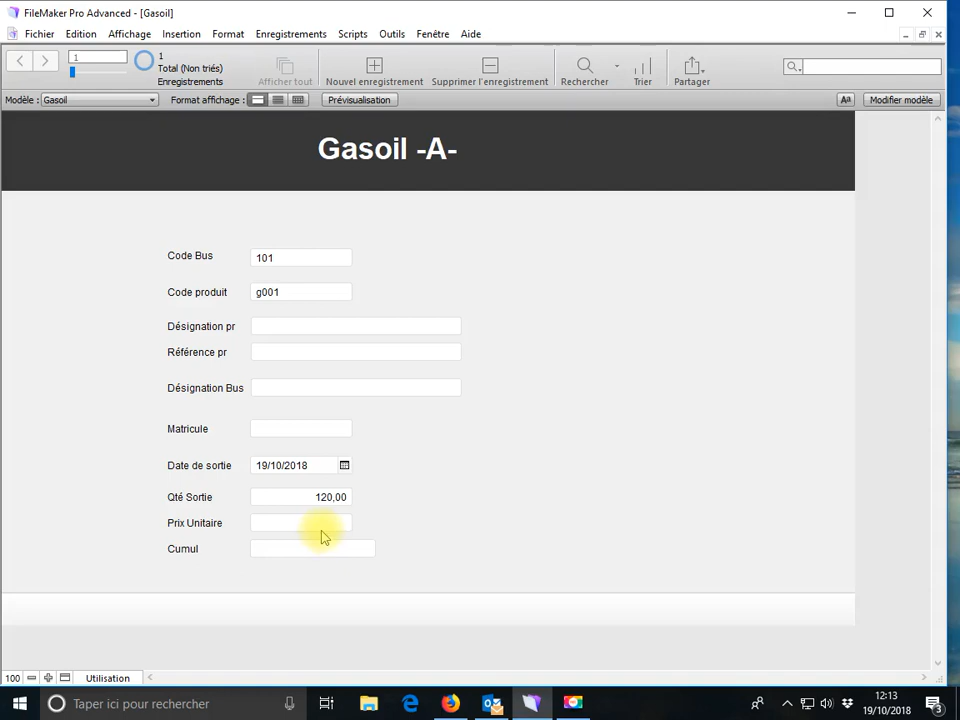 FileMaker Pro Advanced - [Gasoil]
Fichier Edition Affichage Insertion Format Enregistrements Scripts Outils Fenêtre Aide
1
1
Total (Non triés)
Enregistrements
Afficher tout
Nouvel enregistrement
Supprimer l'enregistrement
Rechercher
Trier
Partager
Modèle : Gasoil
Format affichage :
Prévisualisation
Aa
Modifier modèle
Gasoil -A-
Code Bus 101
Code produit g001
Désignation pr
Référence pr
Désignation Bus
Matricule
Date de sortie 19/10/2018
Qté Sortie 120,00
Prix Unitaire
Cumul
100
Utilisation
Taper ici pour rechercher
12:13
19/10/2018
3